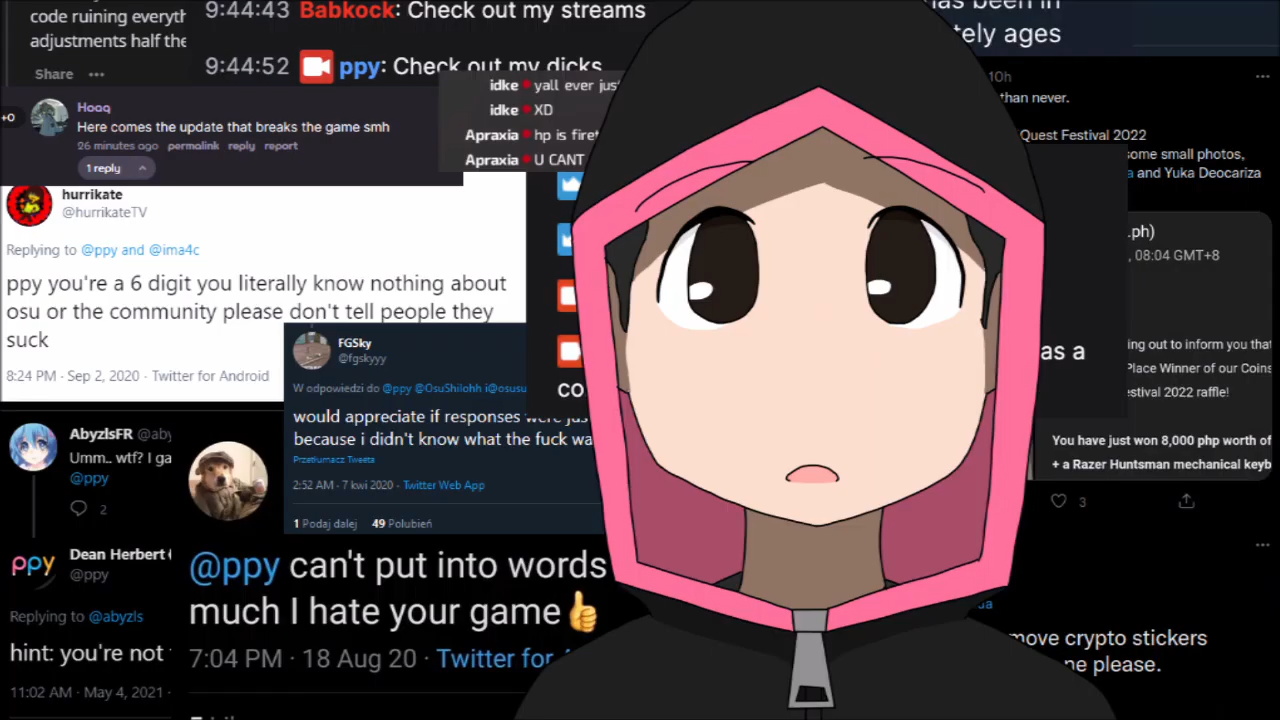 code ruining everyth
adjustments half the
Share
9:44:43 Babkock: Check out my streams
9:44:52 ppy: Check out my dicks
idke yall ever jus
idke XD
Apraxia hp is firet
Apraxia U CANT
+0
Hoaq
Here comes the update that breaks the game smh
26 minutes ago permalink reply report
1 reply
hurrikate
@hurrikateTV
Replying to @ppy and @ima4c
ppy you're a 6 digit you literally know nothing about
osu or the community please don't tell people they
suck
8:24 PM · Sep 2, 2020 · Twitter for Android
FGSky
@fgskyyy
W odpowiedzi do @ppy @OsuShilohh i@osusu
would appreciate if responses were jus
because i didn't know what the fuck wa
Przetłumacz Tweeta
2:52 AM · 7 kwi 2020 · Twitter Web App
1 Podaj dalej 49 Polubień
co
as a
AbyzlsFR @aby
Umm.. wtf? I ga
@ppy
2
ppy
Dean Herbert
@ppy
Replying to @abyzls
hint: you're not
11:02 AM · May 4, 2021 ·
@ppy can't put into words
much I hate your game👍
7:04 PM · 18 Aug 20 · Twitter for
has been in
tely ages
10h
than never.
Quest Festival 2022
some small photos,
a and Yuka Deocariza
.ph)
, 08:04 GMT+8
ing out to inform you that
Place Winner of our Coins
estival 2022 raffle!
You have just won 8,000 php worth of
+ a Razer Huntsman mechanical keyb
3
da
move crypto stickers
ne please.